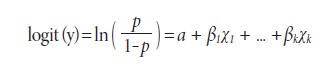 logit (y)=ln( p / 1-p )=a + β₁χ₁ + ... +βₖχₖ